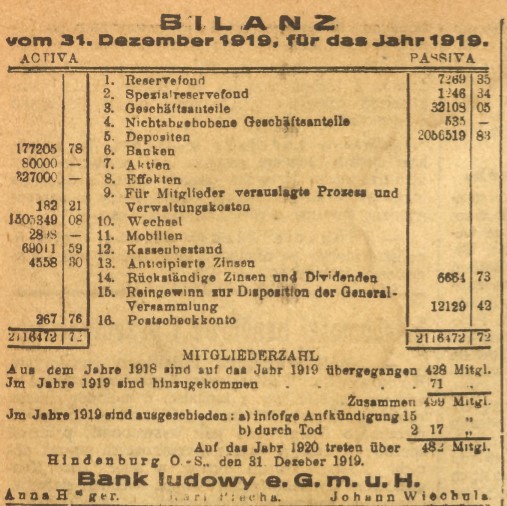 BILANZ
vom 31. Dezember 1919, für das Jahr 1919.
ACTIVA PASSIVA
1. Reservefond 7269 35
2. Spezialreservefond 1246 34
3. Geschäftsanteile 32108 05
4. Nichtabgehobene Geschäftsanteile 535 —
5. Depositen 2056519 83
177205 78 6. Banken
80000 — 7. Aktien
327000 — 8. Effekten
9. Für Mitglieder verauslagte Prozess und
182 21 Verwaltungskosten
1505349 08 10. Wechsel
2898 — 11. Mobilien
69011 59 12. Kassenbestand
4558 30 13. Anticipierte Zinsen
14. Rückständige Zinsen und Dividenden 6664 73
15. Reingewinn zur Disposition der General-
Versammlung 12129 42
267 76 16. Postscheckkonto
2116472 72 2116472 72
MITGLIEDERZAHL
Aus dem Jahre 1918 sind auf das Jahr 1919 übergegangen 428 Mitgl.
Jm Jahre 1919 sind hinzugekommen . . . 71 „
Zusammen 499 Mitgl.
Jm Jahre 1919 sind ausgeschieden: a) infofge Anfkündigung 15 „
b) durch Tod 2 17 „
Auf das Jahr 1920 treten über 482 Mitgl.
Hindenburg O.-S., den 31. Dezeber 1919.
Bank ludowy e. G. m. u. H.
Anna Johann Wieschula